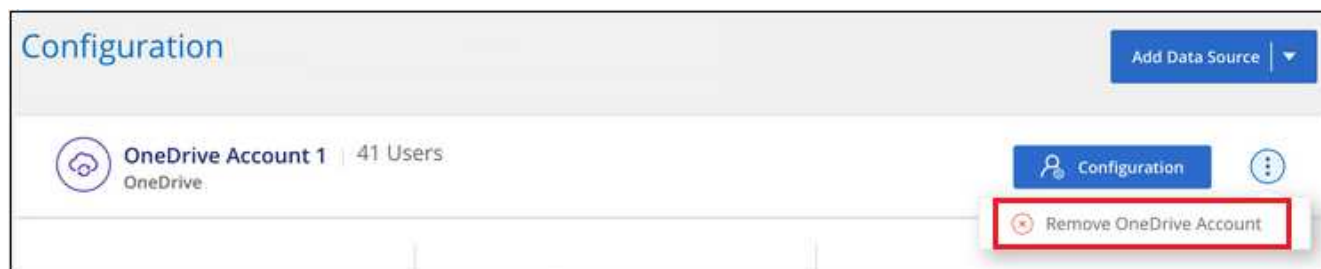 Configuration
Add Data Source
OneDrive Account 1 41 Users
OneDrive
Configuration
Remove OneDrive Account